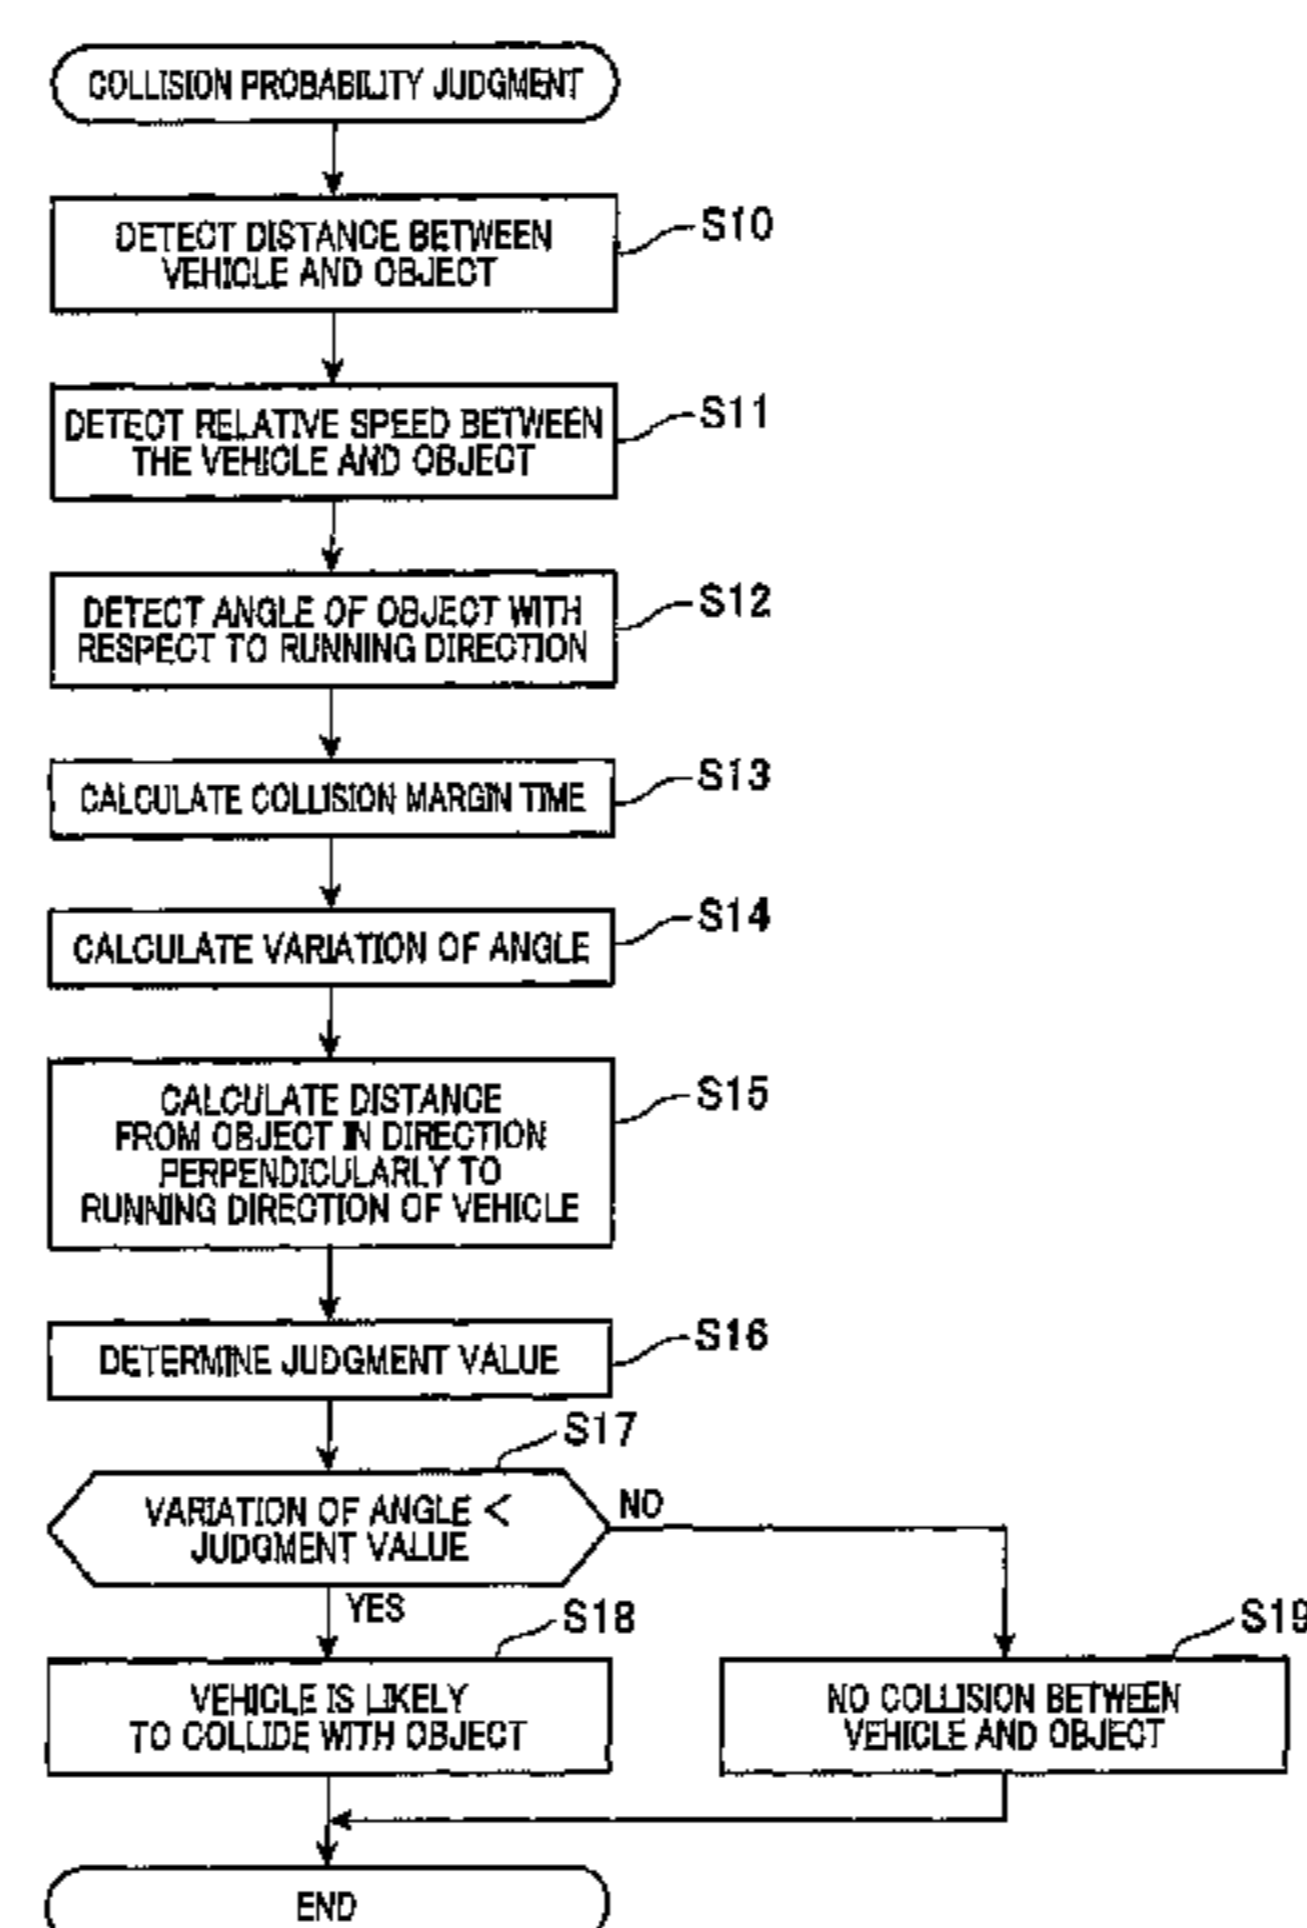 COLLISION PROBABILITY JUDGMENT
DETECT DISTANCE BETWEEN
VEHICLE AND OBJECT
S10
DETECT RELATIVE SPEED BETWEEN
THE VEHICLE AND OBJECT
S11
DETECT ANGLE OF OBJECT WITH
RESPECT TO RUNNING DIRECTION
S12
CALCULATE COLLISION MARGIN TIME
S13
CALCULATE VARIATION OF ANGLE
S14
CALCULATE DISTANCE
FROM OBJECT IN DIRECTION
PERPENDICULARLY TO
RUNNING DIRECTION OF VEHICLE
S15
DETERMINE JUDGMENT VALUE
S16
S17
VARIATION OF ANGLE <
JUDGMENT VALUE
NO
YES
S18
VEHICLE IS LIKELY
TO COLLIDE WITH OBJECT
S19
NO COLLISION BETWEEN
VEHICLE AND OBJECT
END